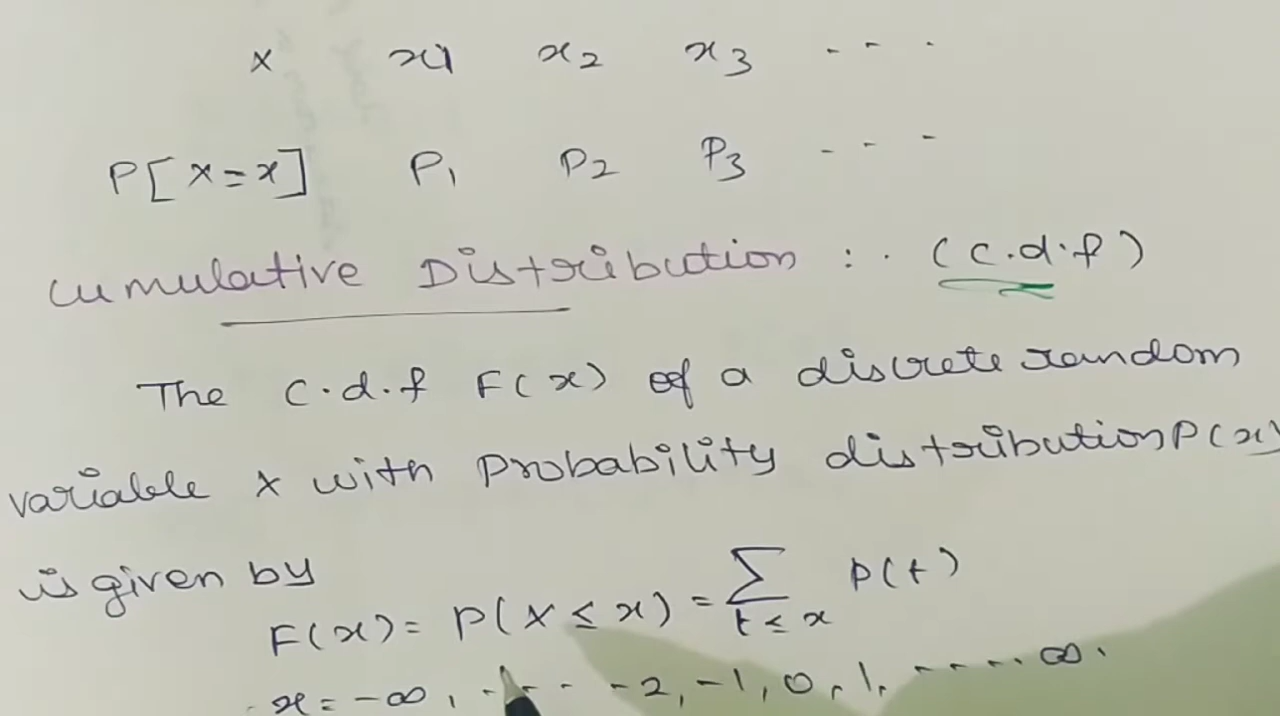 X x1 x2 x3 - - -
P[X=x] P1 P2 P3 - - -
Cumulative Distribution : . (C.d.f)
The C.d.f F(x) of a discrete random
variable X with Probability distribution P(x)
is given by
F(x) = P(X ≤ x) = Σ P(t)
t ≤ x
x = -∞, - - - - -2, -1, 0, 1, - - - - . ∞.